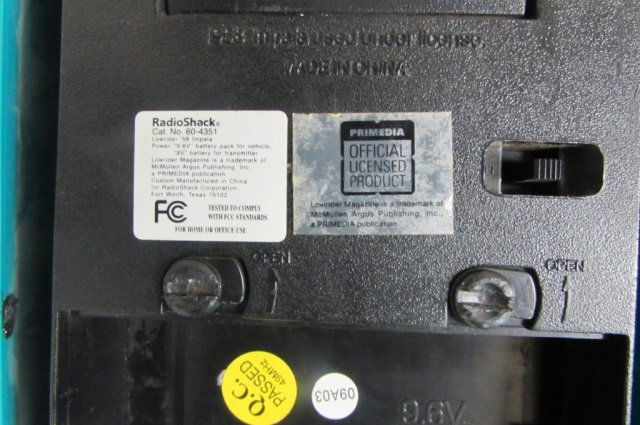 1958 Impala used under license.
MADE IN CHINA
RadioShack®
Cat. No. 60-4351
Lowrider '58 Impala
Power "9.6V" battery pack for vehicle,
"9V" battery for transmitter
Lowrider Magazine is a trademark of
McMullen Argus Publishing, Inc.,
a PRIMEDIA publication
Custom Manufactured in China
for RadioShack Corporation,
Fort Worth, Texas 76102
FC
TESTED TO COMPLY
WITH FCC STANDARDS
FOR HOME OR OFFICE USE
PRIMEDIA
OFFICIAL
LICENSED
PRODUCT
Lowrider Magazine is a trademark of
McMullen Argus Publishing, Inc.,
a PRIMEDIA publication
OPEN
OPEN
Q.C.
PASSED
49MHz
09A03
9.6V